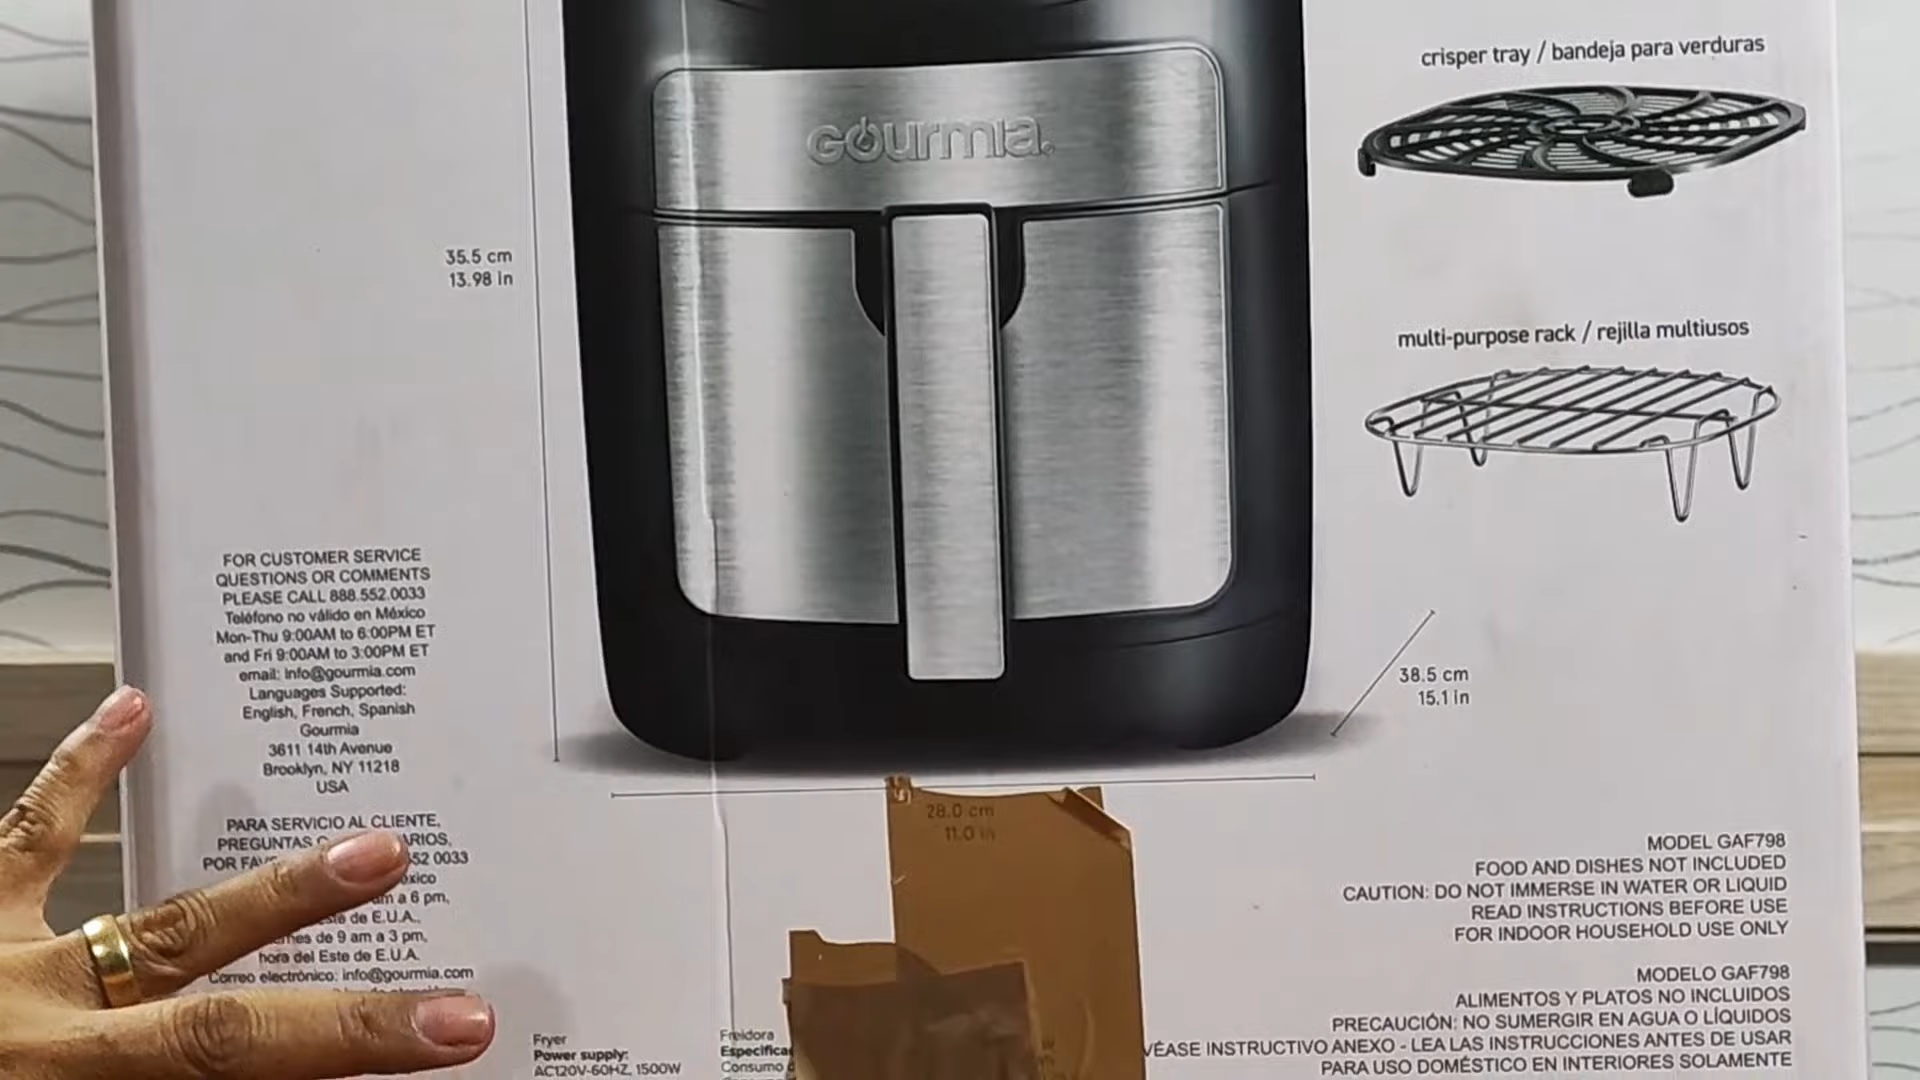 crisper tray / bandeja para verduras
gourmia
35.5 cm
13.98 in
multi-purpose rack / rejilla multiusos
FOR CUSTOMER SERVICE
QUESTIONS OR COMMENTS
PLEASE CALL 888.552.0033
Teléfono no válido en México
Mon-Thu 9:00AM to 6:00PM ET
and Fri 9:00AM to 3:00PM ET
email: info@gourmia.com
Languages Supported:
English, French, Spanish
Gourmia
3611 14th Avenue
Brooklyn, NY 11218
USA
38.5 cm
15.1 in
28.0 cm
11.0 in
PARA SERVICIO AL CLIENTE,
PREGUNTAS
POR 0033
a 6 pm,
de E.U.A.,
de 9 am a 3 pm,
hora del Este de E.U.A.
Correo electrónico: info@gourmia.com
Fryer
Power supply:
AC120V-60HZ, 1500W
Freidora
Consumo
MODEL GAF798
FOOD AND DISHES NOT INCLUDED
CAUTION: DO NOT IMMERSE IN WATER OR LIQUID
READ INSTRUCTIONS BEFORE USE
FOR INDOOR HOUSEHOLD USE ONLY
MODELO GAF798
ALIMENTOS Y PLATOS NO INCLUIDOS
PRECAUCIÓN: NO SUMERGIR EN AGUA O LÍQUIDOS
VÉASE INSTRUCTIVO ANEXO - LEA LAS INSTRUCCIONES ANTES DE USAR
PARA USO DOMÉSTICO EN INTERIORES SOLAMENTE